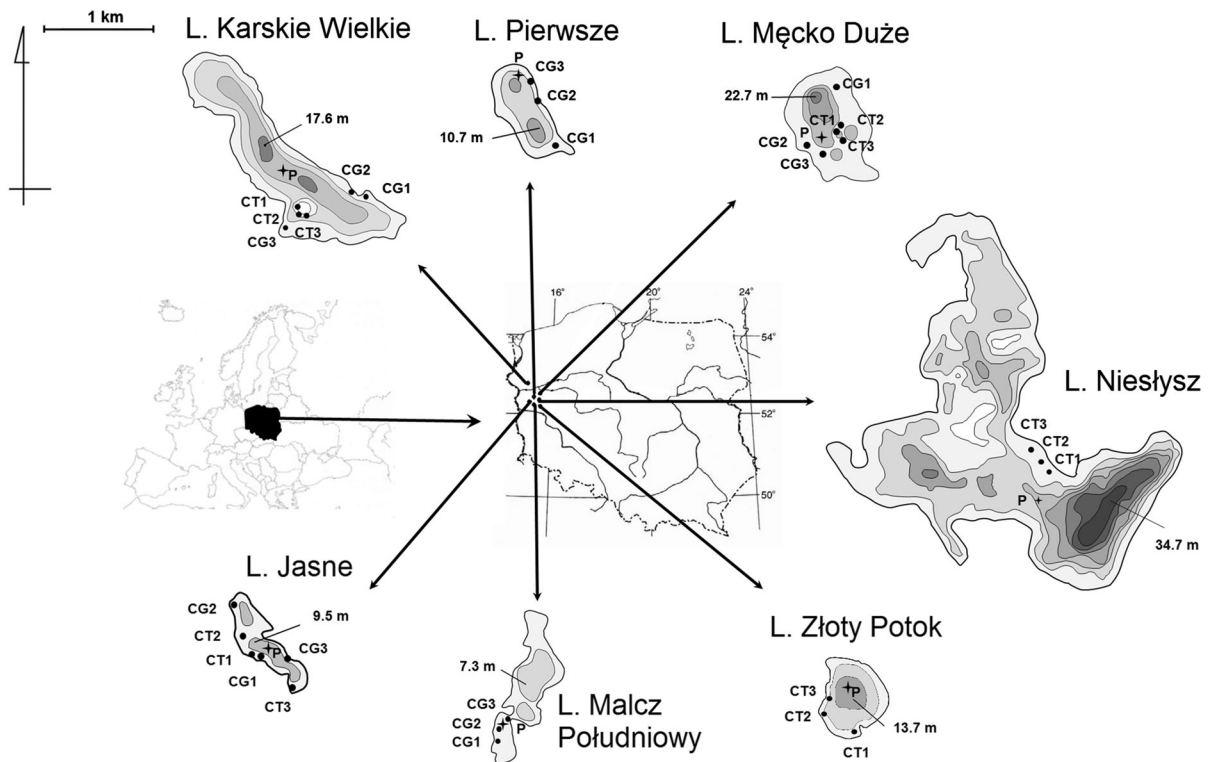 1 km
L. Karskie Wielkie
17.6 m
P
CG2
CG1
CT1
CT2
CT3
CG3
L. Pierwsze
P
CG3
CG2
10.7 m
CG1
L. Męcko Duże
22.7 m
CG1
CT1
CT2
P
CG2
CT3
CG3
16°
20°
24°
54°
52°
50°
L. Niesłysz
CT3
CT2
CT1
P
34.7 m
L. Jasne
CG2
9.5 m
CT2
P
CG3
CT1
CG1
CT3
7.3 m
CG3
CG2
P
CG1
L. Malcz
Południowy
L. Złoty Potok
CT3
P
CT2
13.7 m
CT1